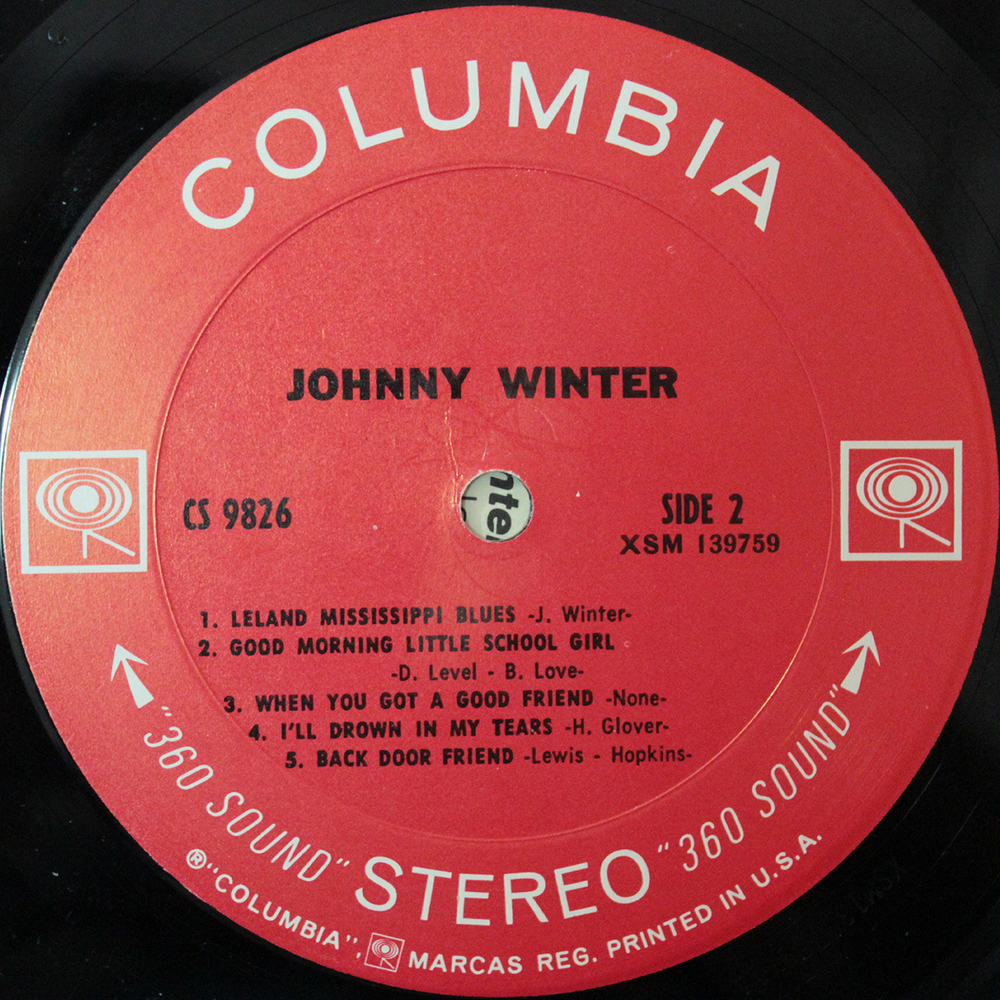 COLUMBIA
JOHNNY WINTER
CS 9826
nte
SIDE 2
XSM 139759
1. LELAND MISSISSIPPI BLUES -J. Winter-
2. GOOD MORNING LITTLE SCHOOL GIRL
-D. Level - B. Love-
3. WHEN YOU GOT A GOOD FRIEND -None-
4. I'LL DROWN IN MY TEARS -H. Glover-
5. BACK DOOR FRIEND -Lewis - Hopkins-
"360 SOUND" STEREO "360 SOUND"
®"COLUMBIA", MARCAS REG. PRINTED IN U.S.A.